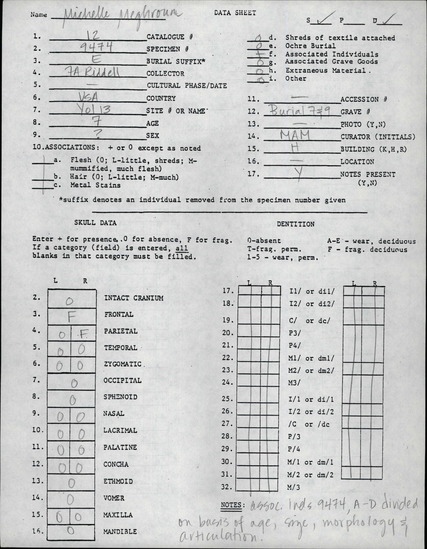 Name Michelle
DATA SHEET
S ✓ P D ✓
1. 12 CATALOGUE #
2. 9474 SPECIMEN #
3. E BURIAL SUFFIX*
4. FA Riddell COLLECTOR
5. — CULTURAL PHASE/DATE
6. USA COUNTRY
7. Yol 13 SITE # OR NAME
8. 7 AGE
9. ? SEX
10. ASSOCIATIONS: + or 0 except as noted
a. Flesh (0; L-little, shreds; M-mummified, much flesh)
b. Hair (0; L-little; M-much)
c. Metal Stains
0 d. Shreds of textile attached
0 e. Ochre Burial
f. Associated Individuals
0 g. Associated Grave Goods
0 h. Extraneous Material
i. Other
11. — ACCESSION #
12. Burial 7&9 GRAVE #
13. — PHOTO (Y,N)
14. MAM CURATOR (INITIALS)
15. H BUILDING (K,H,R)
16. — LOCATION
17. Y NOTES PRESENT (Y,N)
*suffix denotes an individual removed from the specimen number given
SKULL DATA
Enter + for presence, 0 for absence, F for frag.
If a category (field) is entered, all
blanks in that category must be filled.
L R
2. 0 INTACT CRANIUM
3. F FRONTAL
4. 0 F PARIETAL
5. 0 0 TEMPORAL
6. 0 0 ZYGOMATIC
7. 0 OCCIPITAL
8. 0 SPHENOID
9. 0 0 NASAL
10. 0 0 LACRIMAL
11. 0 0 PALATINE
12. 0 0 CONCHA
13. 0 ETHMOID
14. 0 VOMER
15. 0 0 MAXILLA
16. 0 MANDIBLE
DENTITION
0-absent A-E - wear, deciduous
T-frag. perm. F - frag. deciduous
1-5 - wear, perm.
L R L R
17. I1/ or di1/
18. I2/ or di2/
19. C/ or dc/
20. P3/
21. P4/
22. M1/ or dm1/
23. M2/ or dm2/
24. M3/
25. I/1 or di/1
26. I/2 or di/2
27. /C or /dc
28. P/3
29. P/4
30. M/1 or dm/1
31. M/2 or dm/2
32. M/3
NOTES: Assoc. Inds 9474, A-D divided
on basis of age, size, morphology &
articulation.